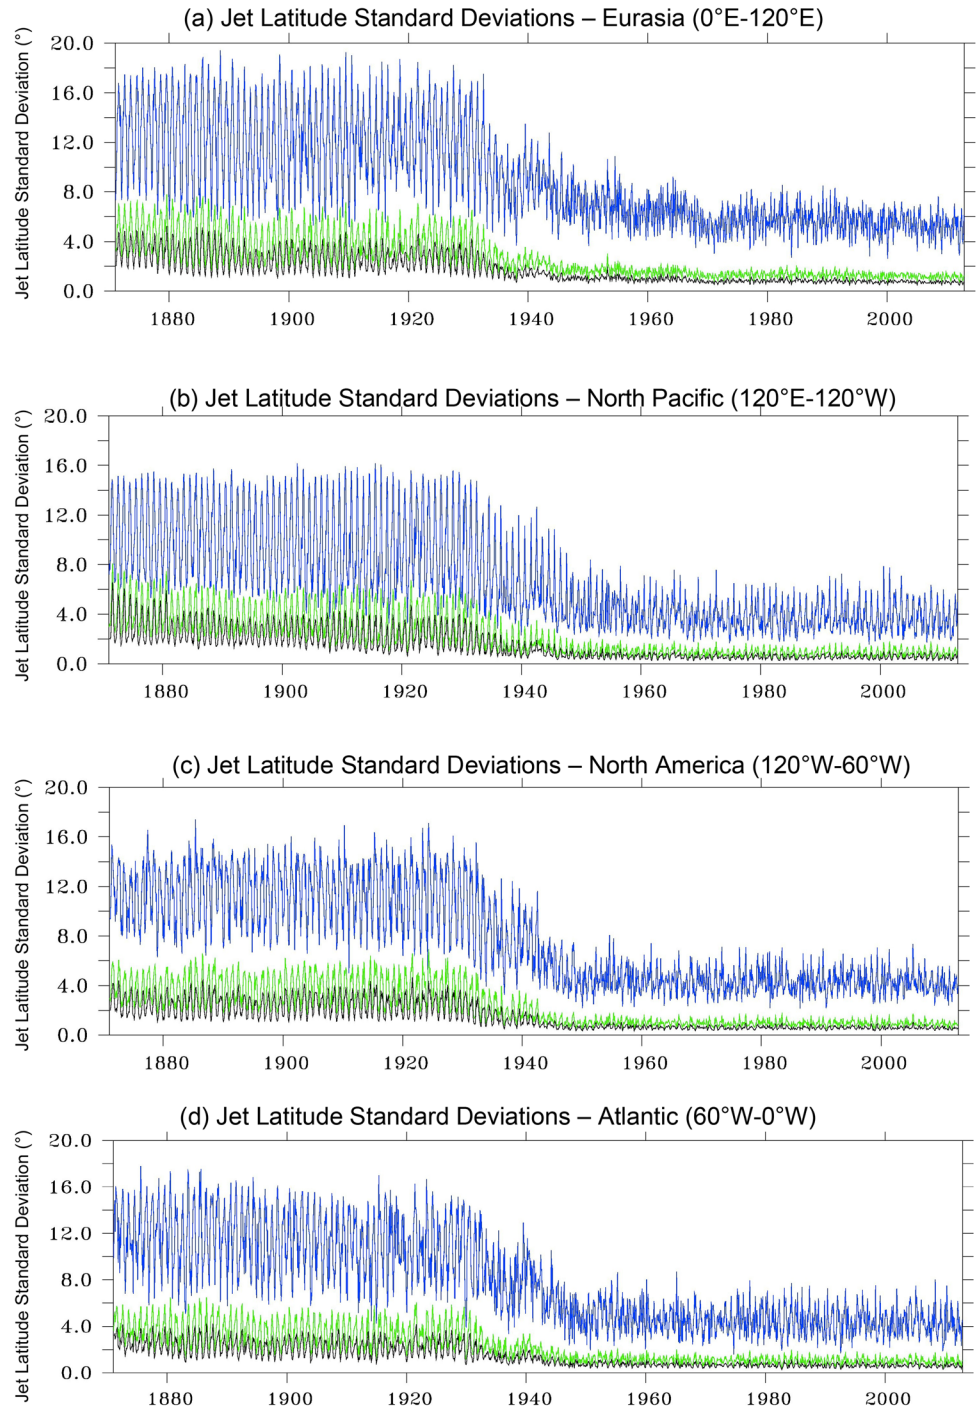 (a) Jet Latitude Standard Deviations – Eurasia (0°E-120°E)
Jet Latitude Standard Deviation (°)
20.0
16.0
12.0
8.0
4.0
0.0
1880 1900 1920 1940 1960 1980 2000
(b) Jet Latitude Standard Deviations – North Pacific (120°E-120°W)
Jet Latitude Standard Deviation (°)
20.0
16.0
12.0
8.0
4.0
0.0
1880 1900 1920 1940 1960 1980 2000
(c) Jet Latitude Standard Deviations – North America (120°W-60°W)
Jet Latitude Standard Deviation (°)
20.0
16.0
12.0
8.0
4.0
0.0
1880 1900 1920 1940 1960 1980 2000
(d) Jet Latitude Standard Deviations – Atlantic (60°W-0°W)
Jet Latitude Standard Deviation (°)
20.0
16.0
12.0
8.0
4.0
0.0
1880 1900 1920 1940 1960 1980 2000